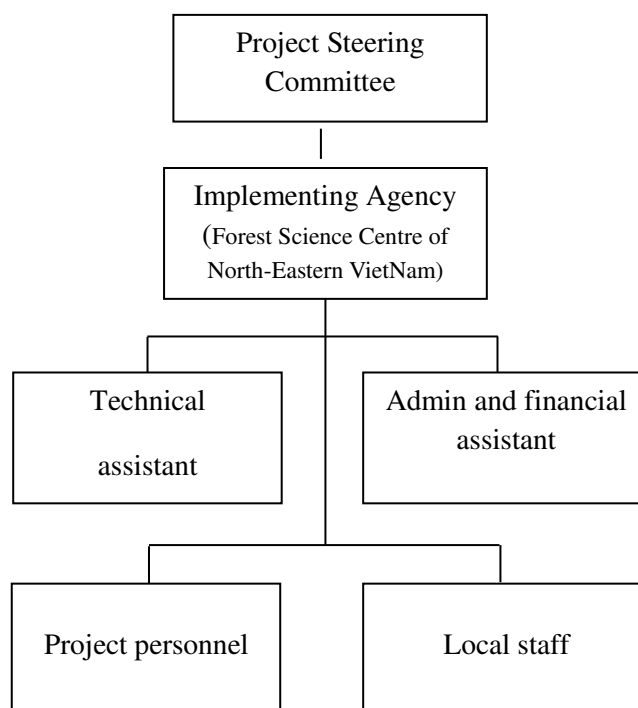 Project Steering
Committee
Implementing Agency
(Forest Science Centre of
North-Eastern VietNam)
Technical
assistant
Admin and financial
assistant
Project personnel
Local staff